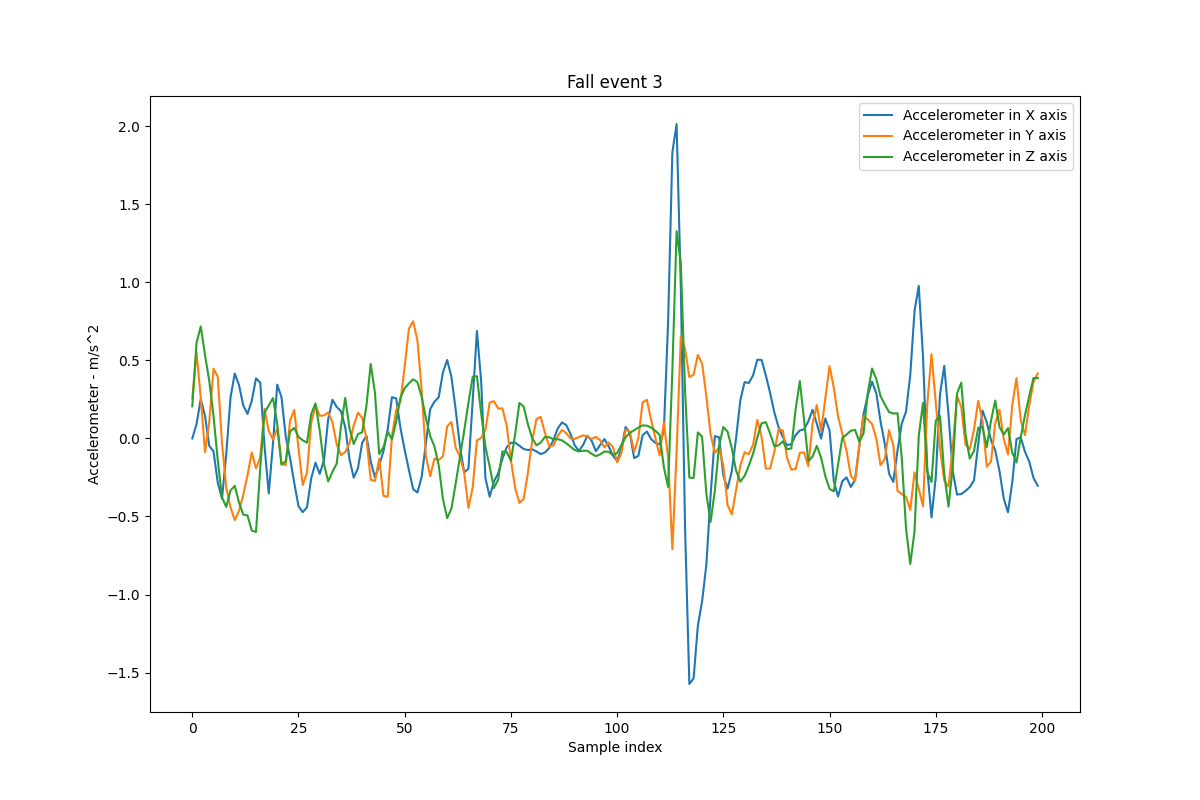 Fall event 3
Accelerometer in X axis
Accelerometer in Y axis
Accelerometer in Z axis
Accelerometer - m/s^2
2.0
1.5
1.0
0.5
0.0
−0.5
−1.0
−1.5
0 25 50 75 100 125 150 175 200
Sample index